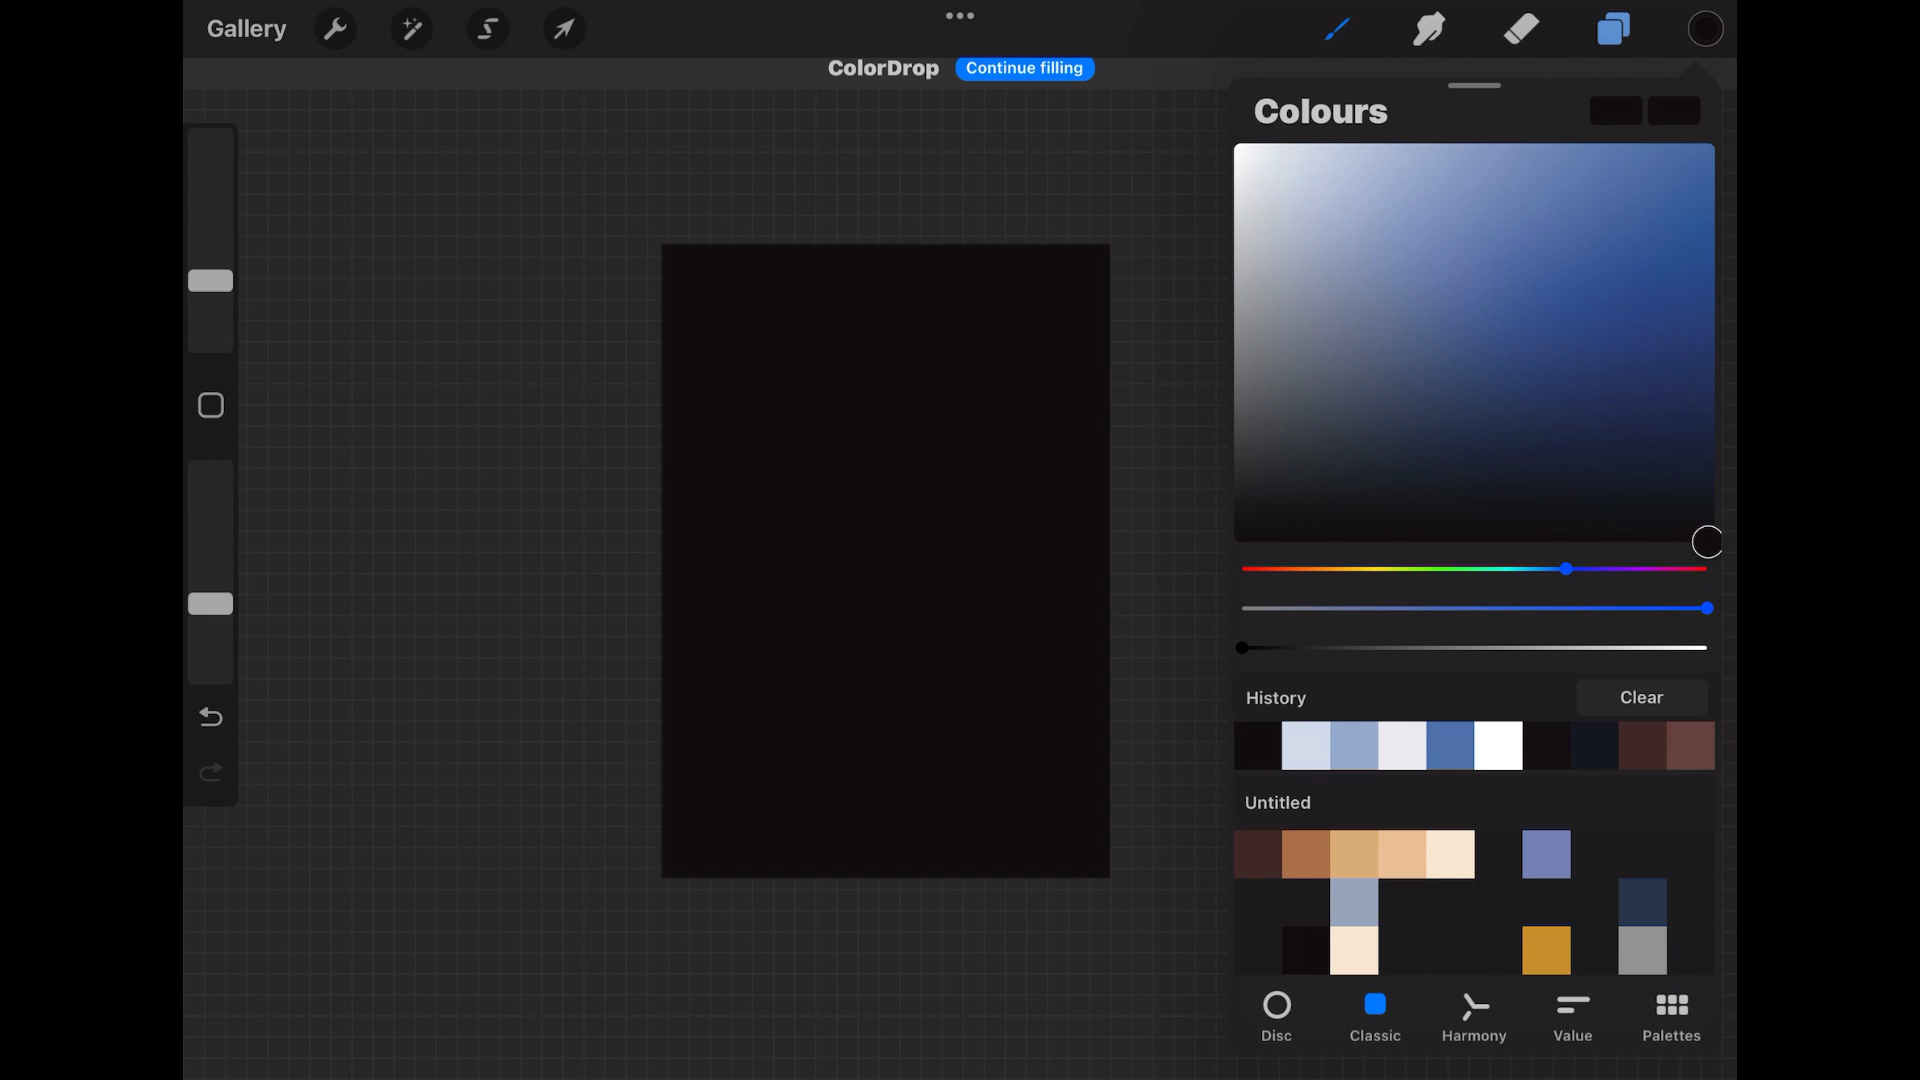 Gallery
ColorDrop Continue filling
Colours
History Clear
Untitled
Disc Classic Harmony Value Palettes